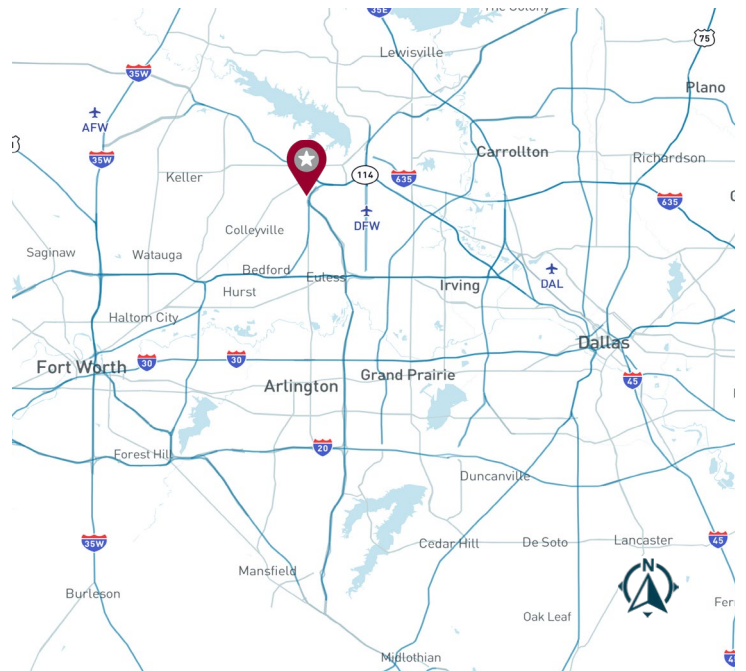 35E
The Colony
75
Lewisville
35W
Plano
AFW
Carrollton
35W
Richardson
Keller
114
635
635
Colleyville
DFW
Saginaw
Watauga
Bedford
Euless
DAL
Hurst
Irving
Haltom City
Dallas
Fort Worth
30
30
Grand Prairie
45
Arlington
20
Forest Hill
Duncanville
35W
Cedar Hill
De Soto
Lancaster
45
N
Mansfield
Burleson
Oak Leaf
Fer
Midlothian